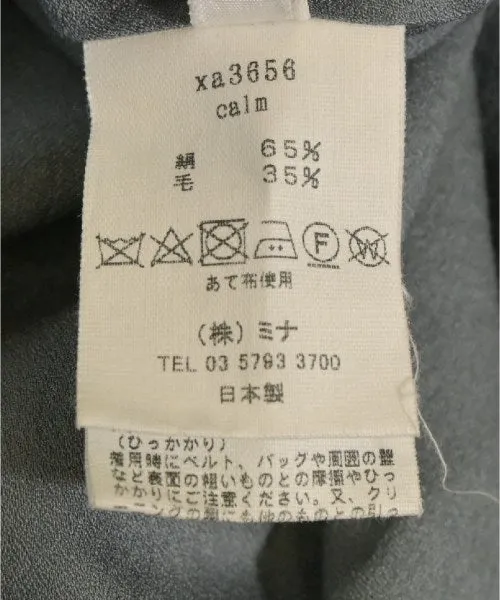 xa3656
calm
絹 65%
毛 35%
F W
あて布使用
(株)ミナ
TEL 03 5793 3700
日本製
(ひっかかり)
着用時にベルト、バッグや周囲の壁
など表面の粗いものとの摩擦やひっ
かかりにご注意ください。又、クリ